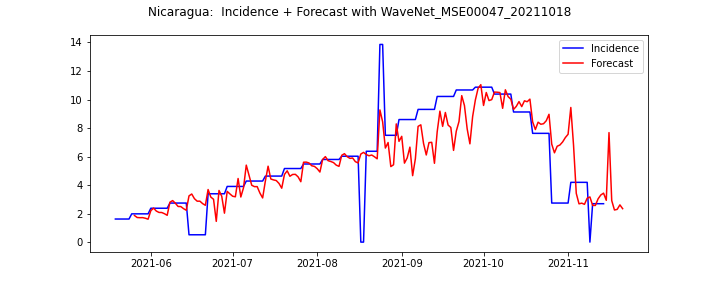 Nicaragua:  Incidence + Forecast with WaveNet_MSE00047_20211018
14
12
10
8
6
4
2
0
Incidence
Forecast
2021-06 2021-07 2021-08 2021-09 2021-10 2021-11